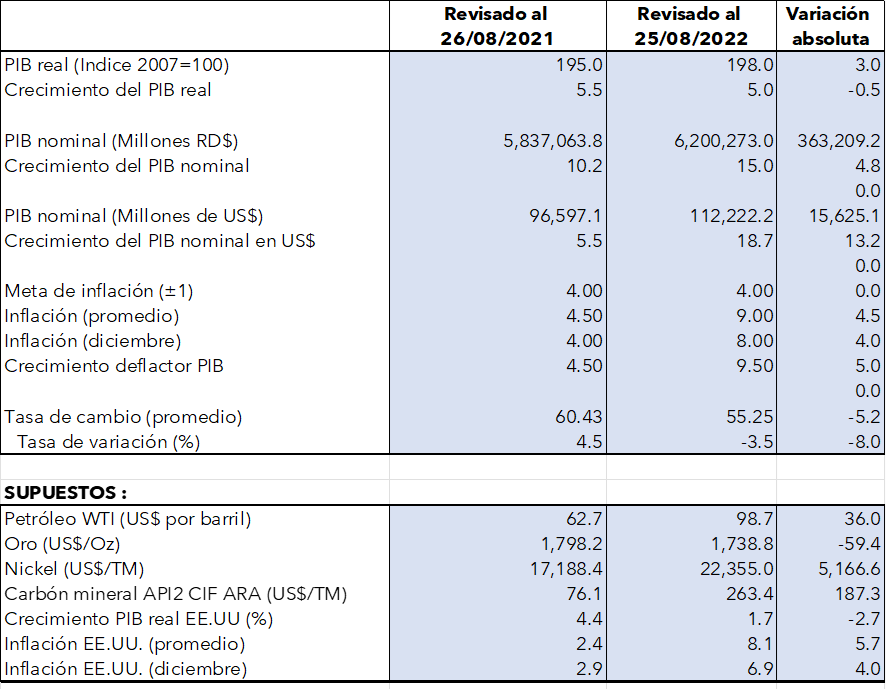 Revisado al 26/08/2021 Revisado al 25/08/2022 Variación absoluta
PIB real (Indice 2007=100) 195.0 198.0 3.0
Crecimiento del PIB real 5.5 5.0 -0.5
PIB nominal (Millones RD$) 5,837,063.8 6,200,273.0 363,209.2
Crecimiento del PIB nominal 10.2 15.0 4.8
0.0
PIB nominal (Millones de US$) 96,597.1 112,222.2 15,625.1
Crecimiento del PIB nominal en US$ 5.5 18.7 13.2
0.0
Meta de inflación (±1) 4.00 4.00 0.0
Inflación (promedio) 4.50 9.00 4.5
Inflación (diciembre) 4.00 8.00 4.0
Crecimiento deflactor PIB 4.50 9.50 5.0
0.0
Tasa de cambio (promedio) 60.43 55.25 -5.2
Tasa de variación (%) 4.5 -3.5 -8.0
SUPUESTOS :
Petróleo WTI (US$ por barril) 62.7 98.7 36.0
Oro (US$/Oz) 1,798.2 1,738.8 -59.4
Nickel (US$/TM) 17,188.4 22,355.0 5,166.6
Carbón mineral API2 CIF ARA (US$/TM) 76.1 263.4 187.3
Crecimiento PIB real EE.UU (%) 4.4 1.7 -2.7
Inflación EE.UU. (promedio) 2.4 8.1 5.7
Inflación EE.UU. (diciembre) 2.9 6.9 4.0